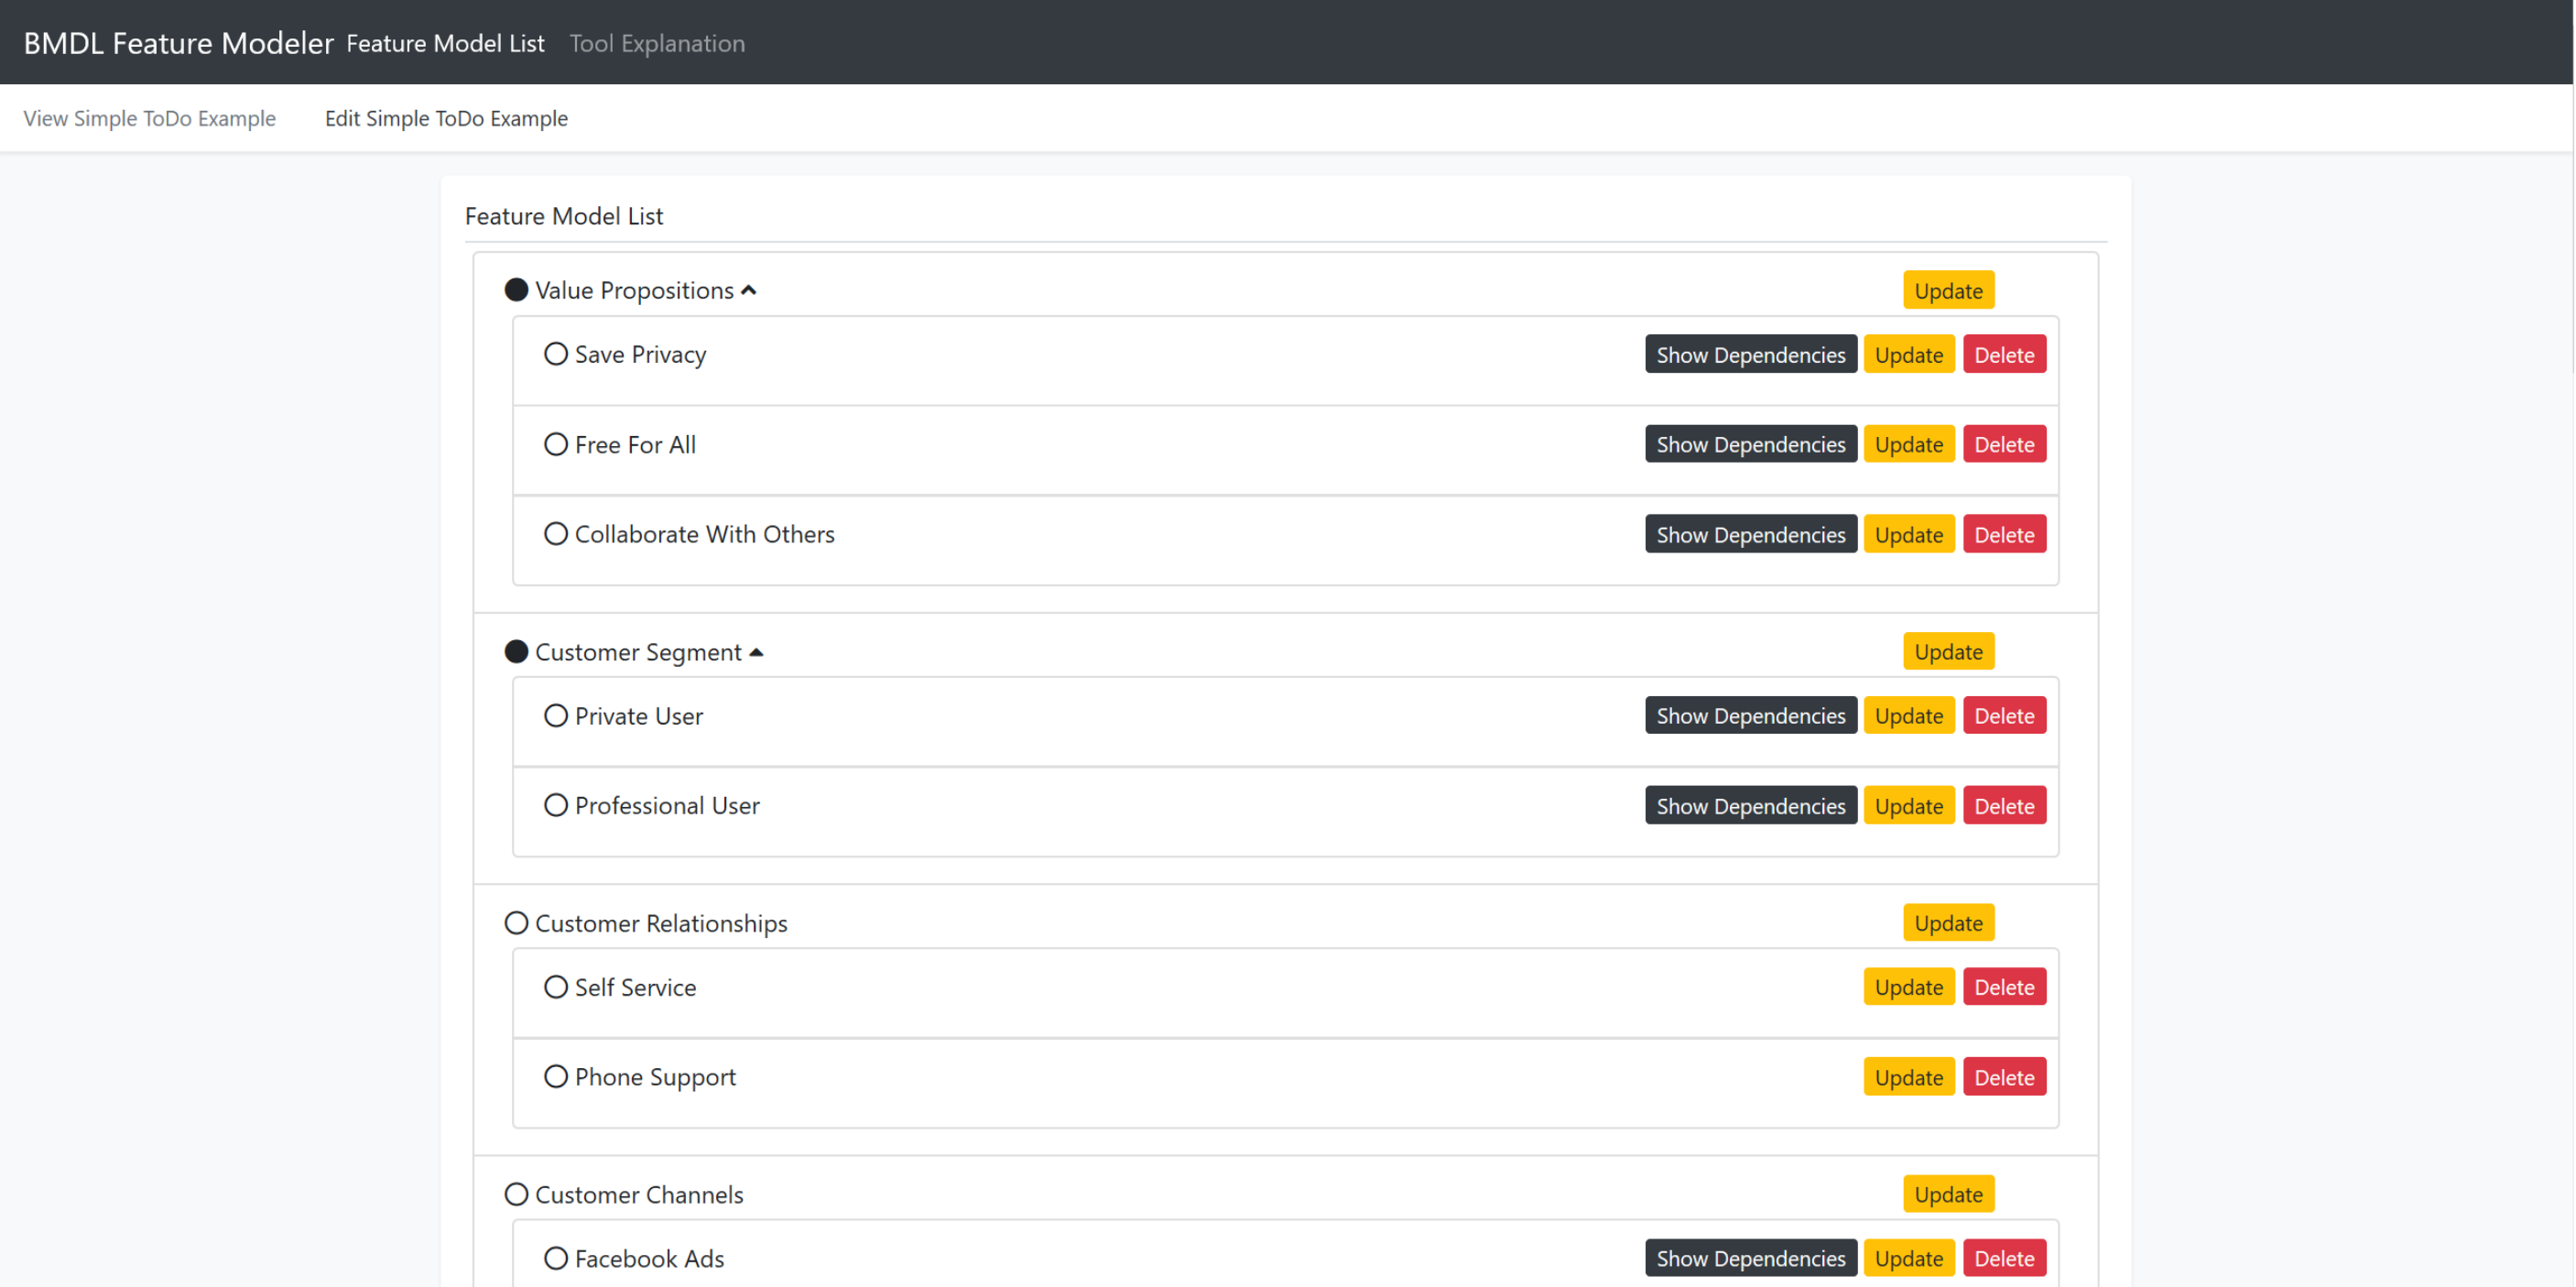 BMDL Feature Modeler Feature Model List Tool Explanation
View Simple ToDo Example Edit Simple ToDo Example
Feature Model List
Value Propositions Update
Save Privacy Show Dependencies Update Delete
Free For All Show Dependencies Update Delete
Collaborate With Others Show Dependencies Update Delete
Customer Segment Update
Private User Show Dependencies Update Delete
Professional User Show Dependencies Update Delete
Customer Relationships Update
Self Service Update Delete
Phone Support Update Delete
Customer Channels Update
Facebook Ads Show Dependencies Update Delete